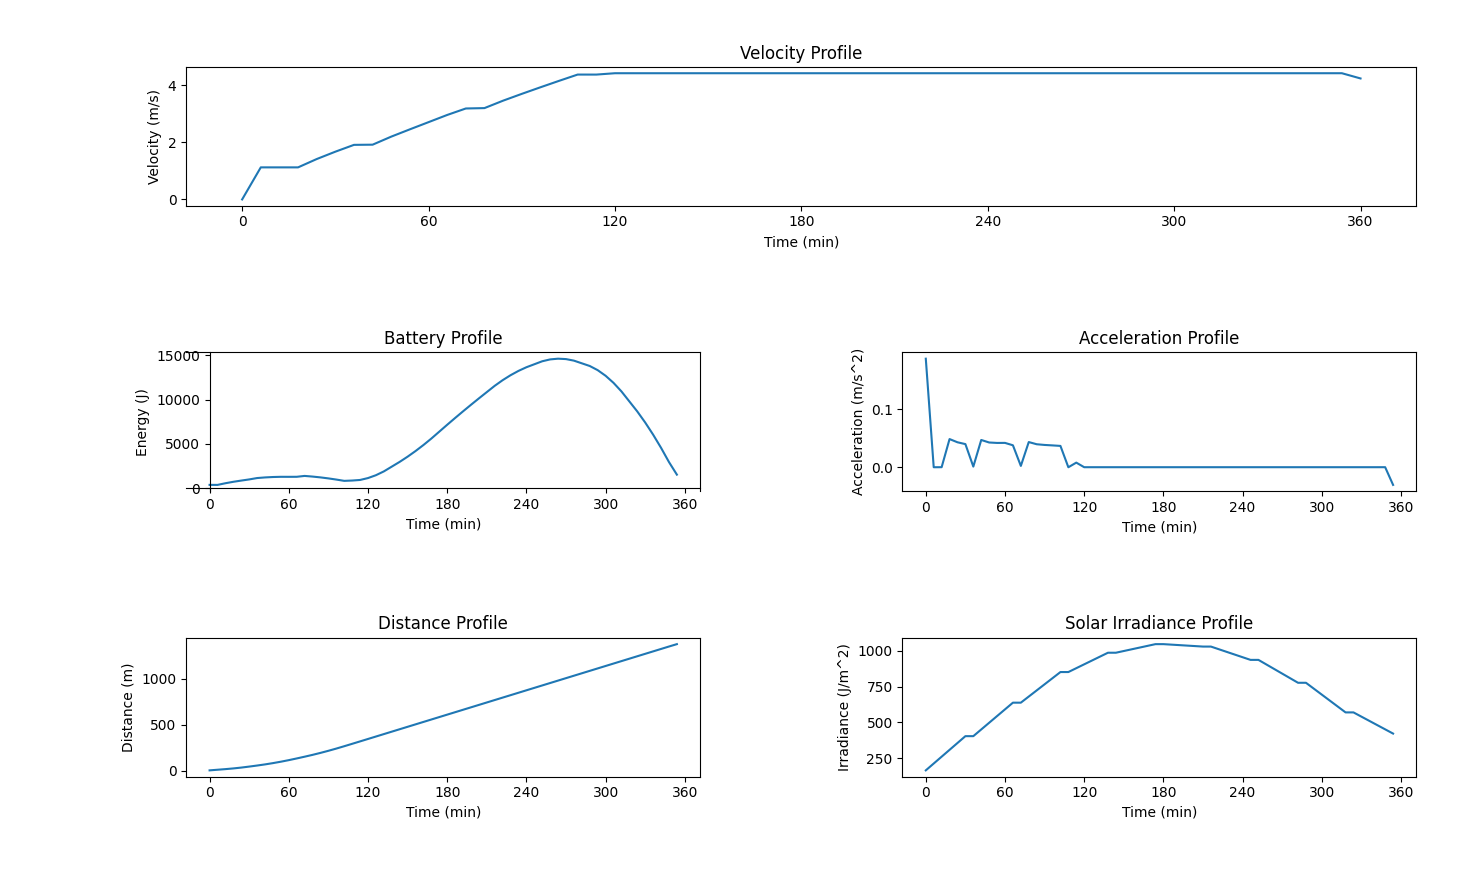 Velocity Profile
Velocity (m/s)
4
2
0
0 60 120 180 240 300 360
Time (min)
Battery Profile
Energy (J)
15000
10000
5000
0
0 60 120 180 240 300 360
Time (min)
Acceleration Profile
Acceleration (m/s^2)
0.1
0.0
0 60 120 180 240 300 360
Time (min)
Distance Profile
Distance (m)
1000
500
0
0 60 120 180 240 300 360
Time (min)
Solar Irradiance Profile
Irradiance (J/m^2)
1000
750
500
250
0 60 120 180 240 300 360
Time (min)